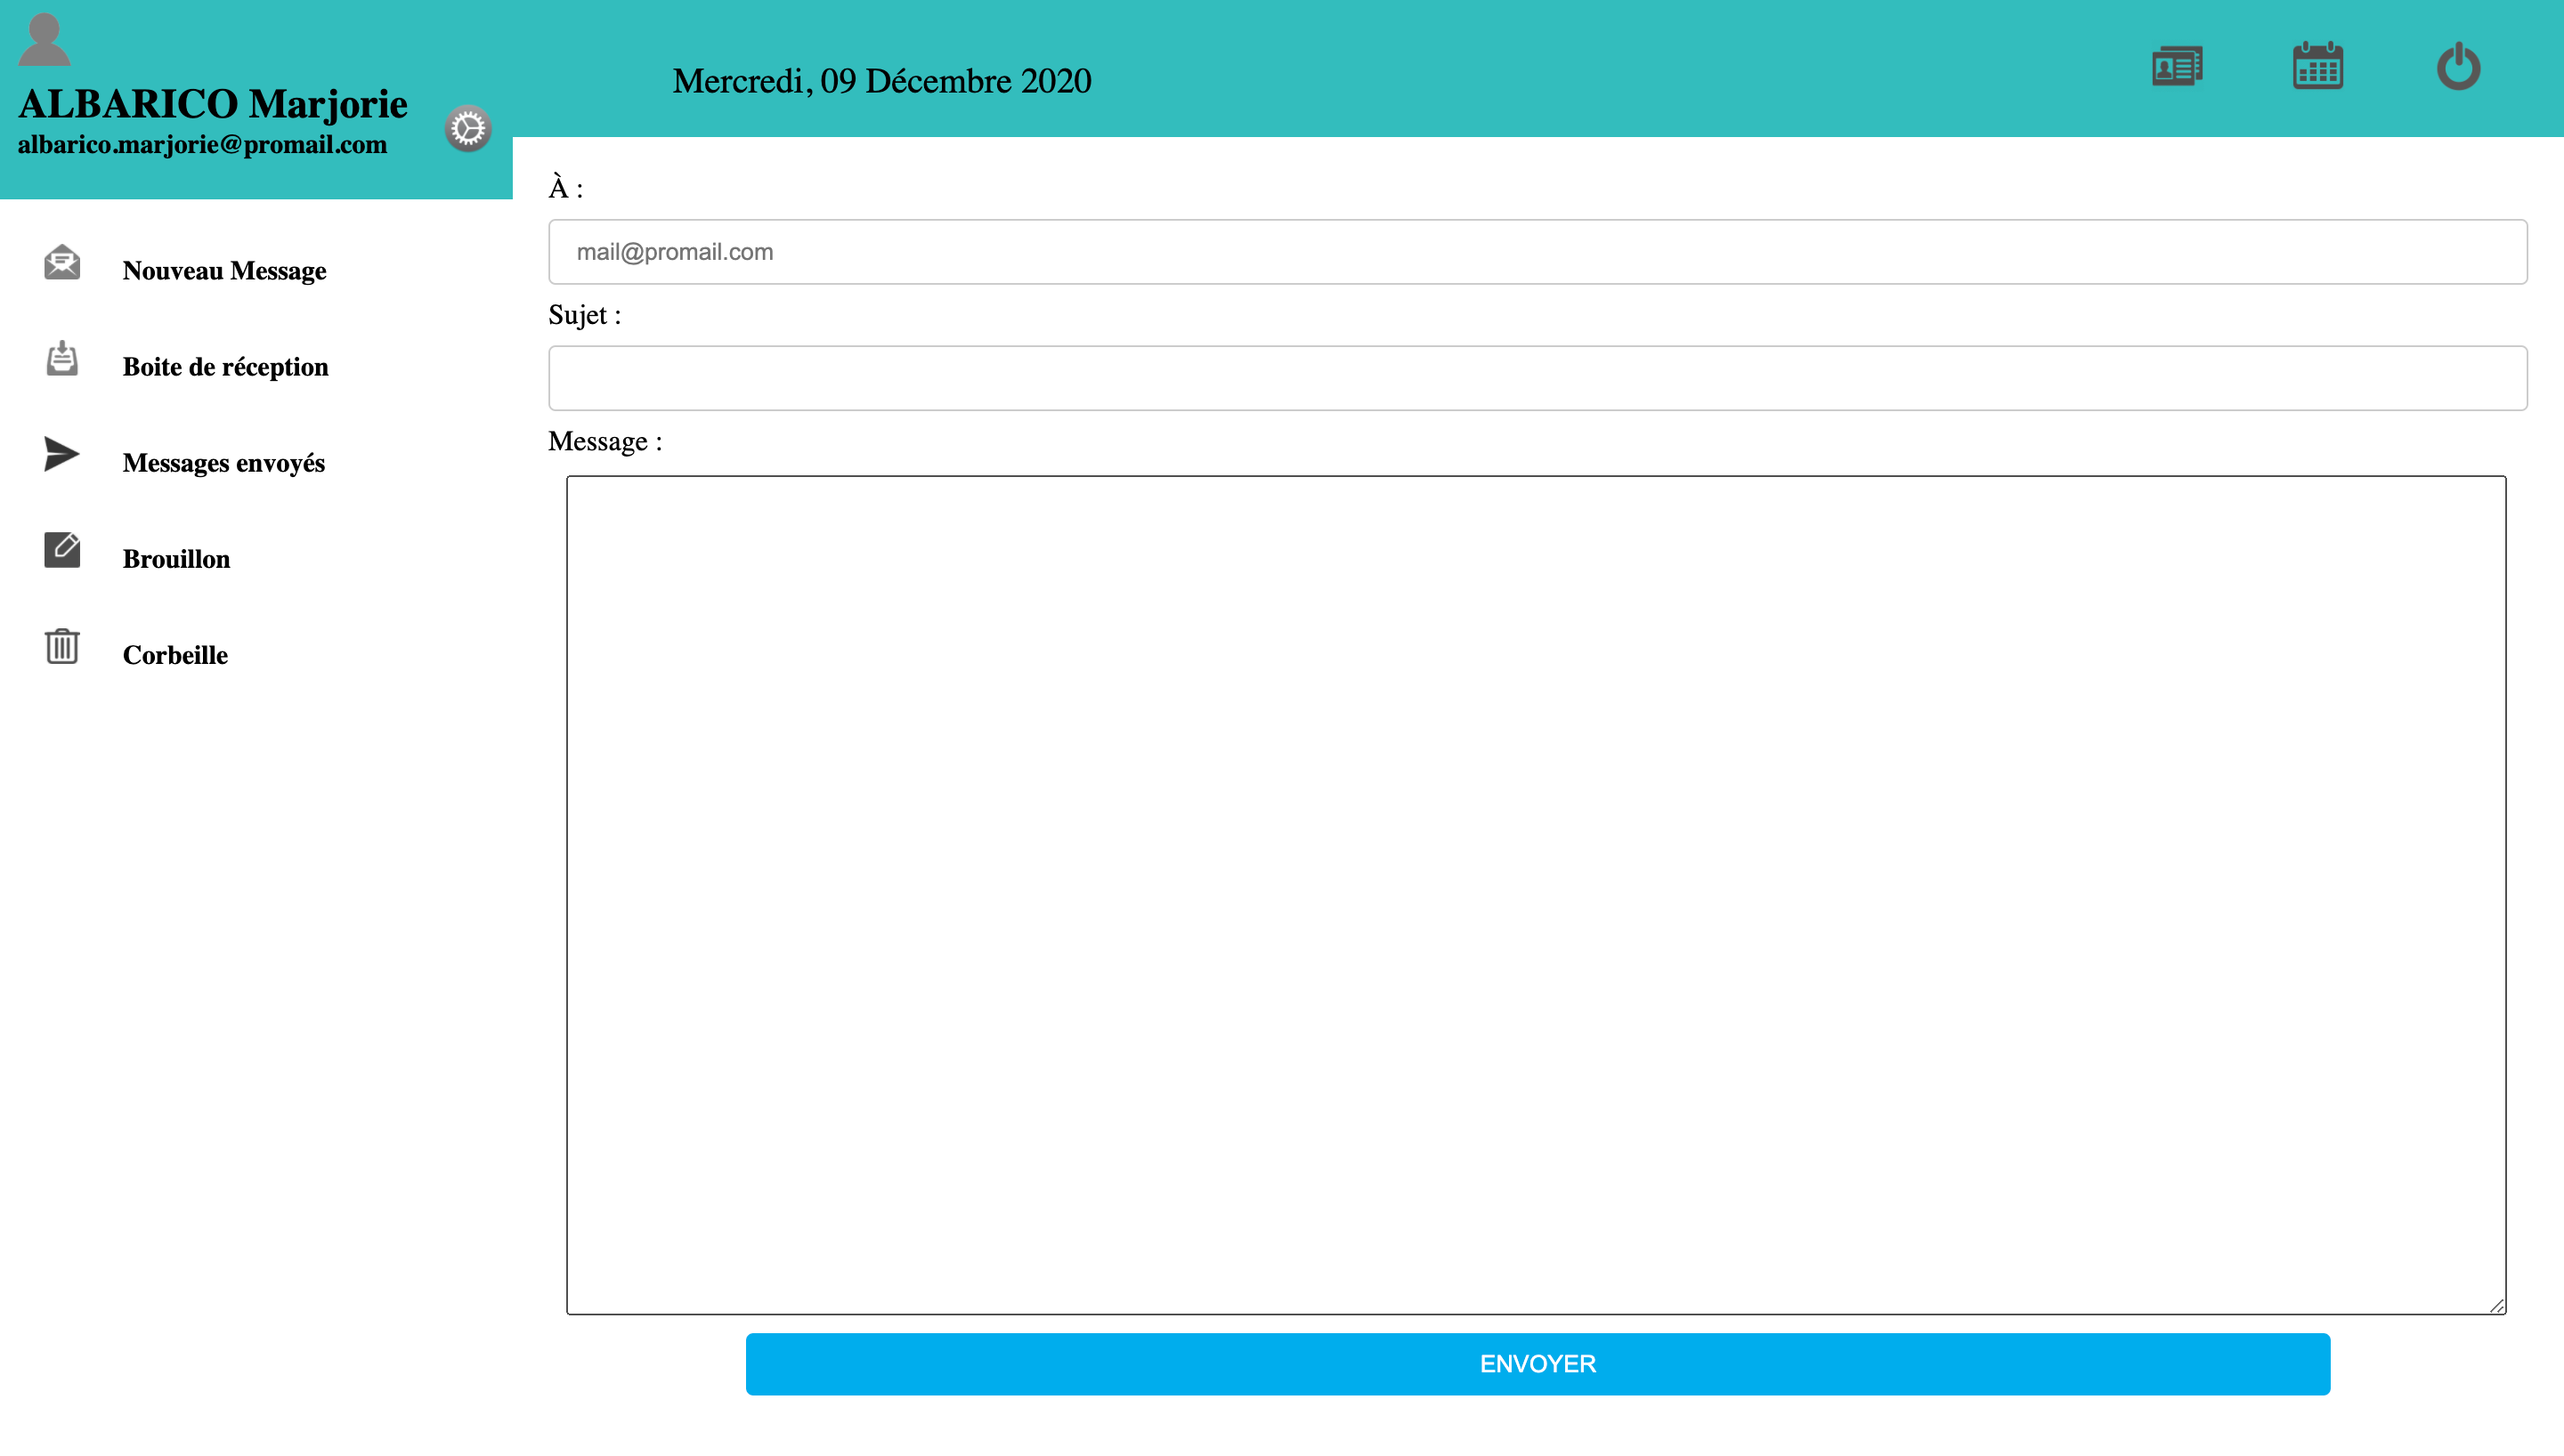 ALBARICO Marjorie
albarico.marjorie@promail.com
Mercredi, 09 Décembre 2020
Nouveau Message
Boite de réception
Messages envoyés
Brouillon
Corbeille
À :
mail@promail.com
Sujet :
Message :
ENVOYER